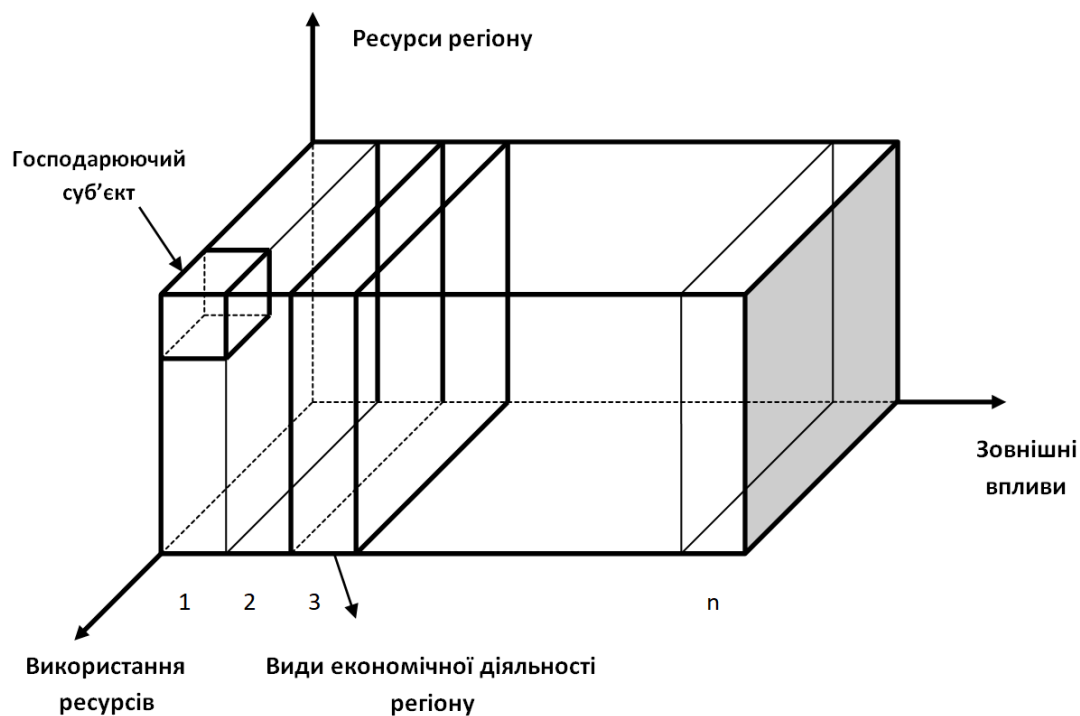 Ресурси регіону
Господарюючий
суб’єкт
Зовнішні
впливи
1 2 3 n
Використання
ресурсів
Види економічної діяльності
регіону